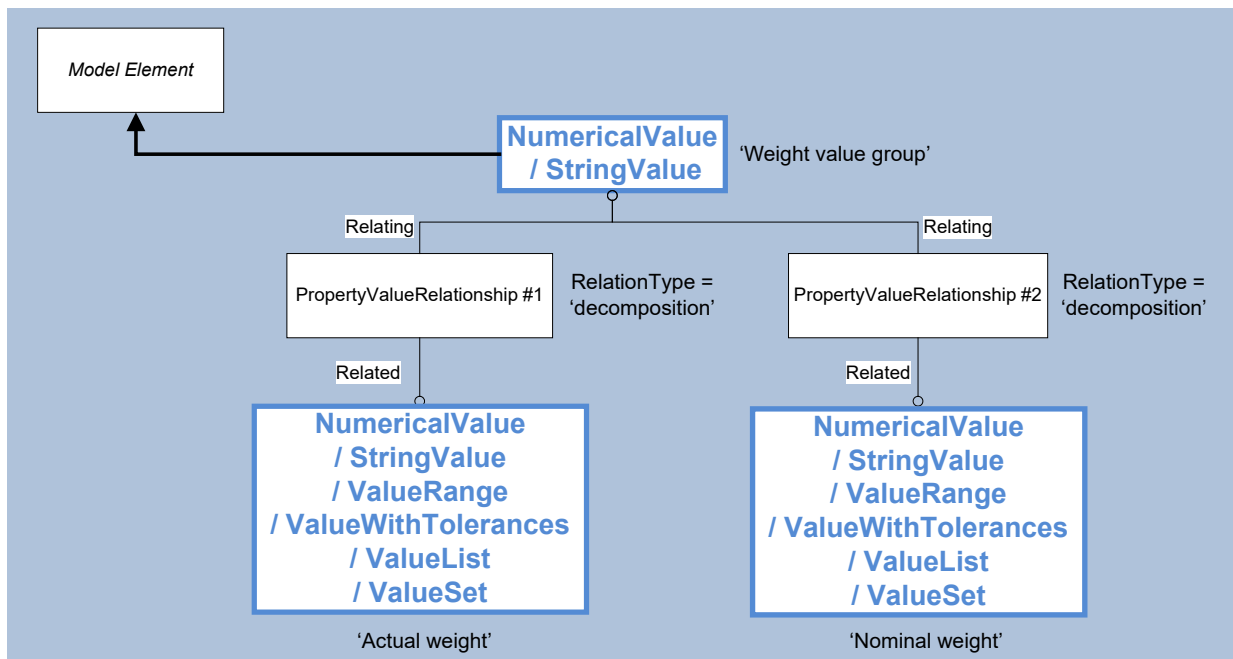 Model Element
NumericalValue
/ StringValue
‘Weight value group’
Relating
Relating
PropertyValueRelationship #1
RelationType =
‘decomposition’
PropertyValueRelationship #2
RelationType =
‘decomposition’
Related
Related
NumericalValue
/ StringValue
/ ValueRange
/ ValueWithTolerances
/ ValueList
/ ValueSet
NumericalValue
/ StringValue
/ ValueRange
/ ValueWithTolerances
/ ValueList
/ ValueSet
‘Actual weight’
‘Nominal weight’